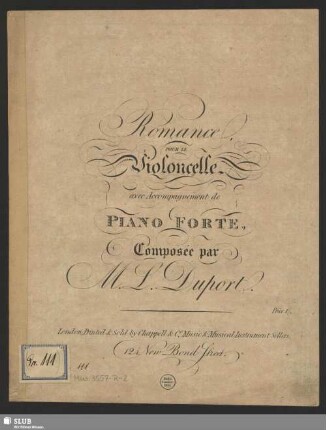 Romance
POUR LE
Violoncelle
avec Accompagnement de
PIANO FORTE,
Composée par
M. L. Duport.
London, Printed & Sold by Chappell & Co. Music & Musical Instrument Sellers
124 New Bond Street.
111
SLUB